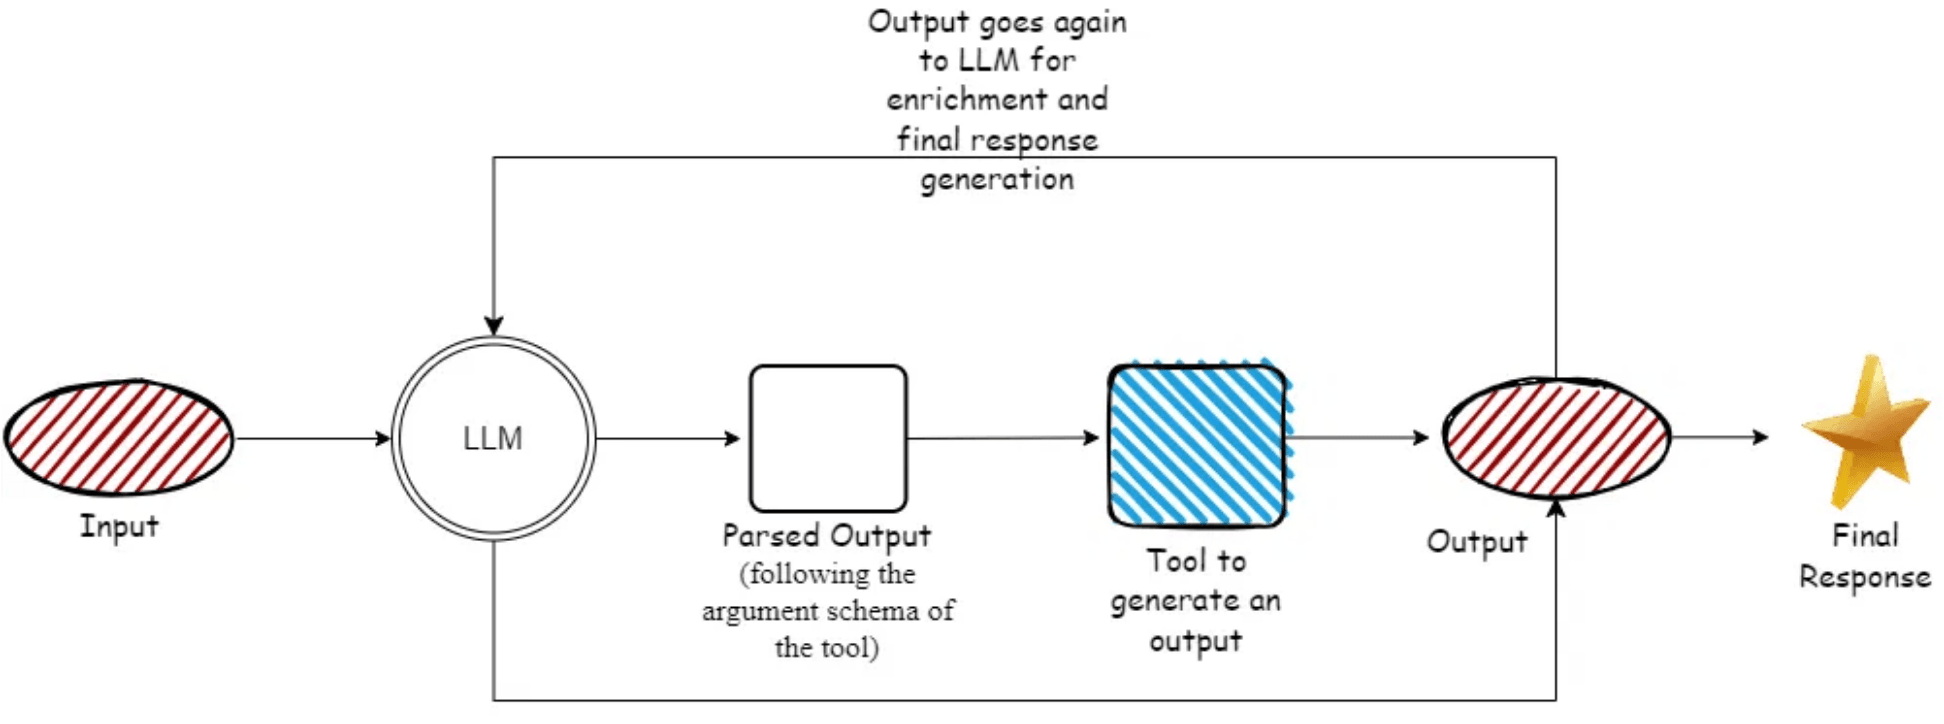 Output goes again
to LLM for
enrichment and
final response
generation
Input
LLM
Parsed Output
(following the
argument schema of
the tool)
Tool to
generate an
output
Output
Final
Response